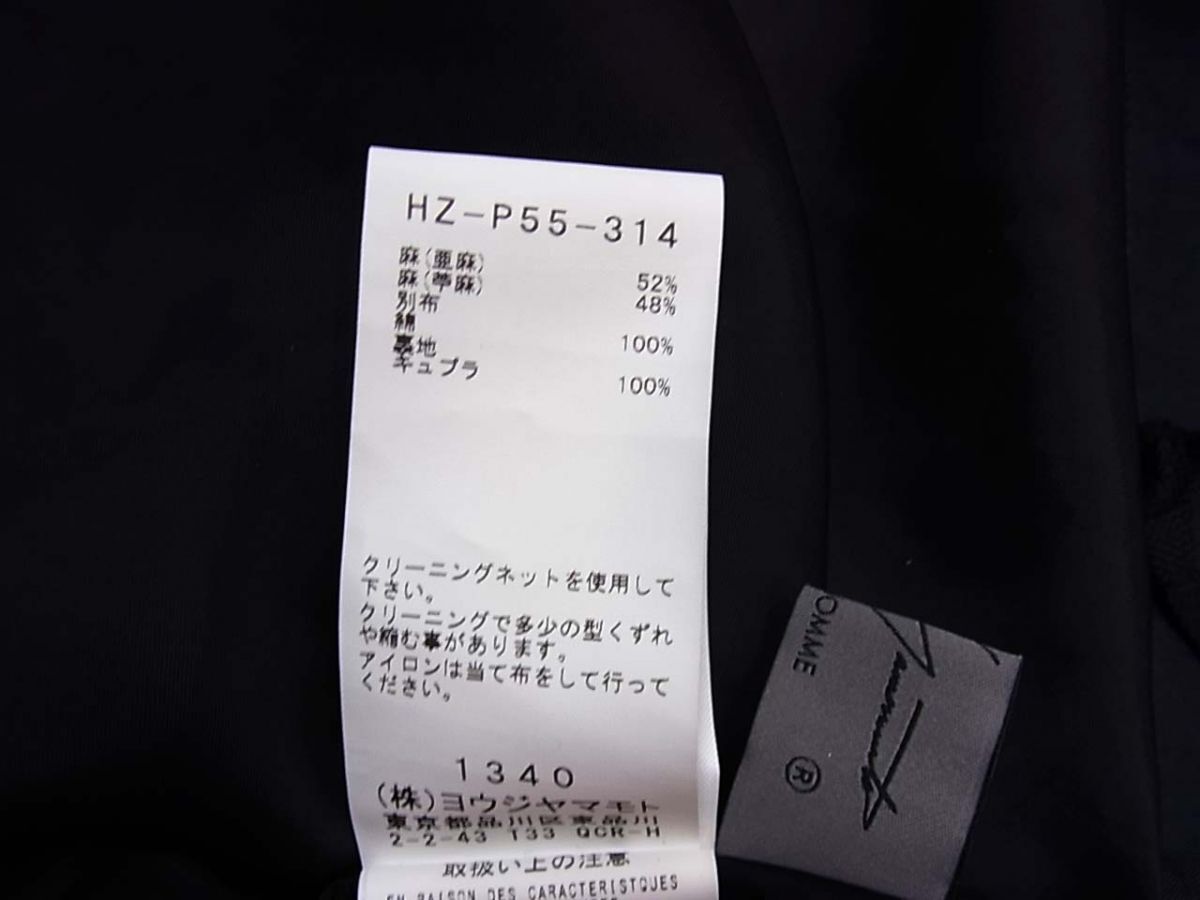 HZ-P55-314
麻(亜麻)
麻(苧麻) 52%
別布 48%
綿
裏地 100%
キュプラ
100%
クリーニングネットを使用して
下さい。
クリーニングで多少の型くずれ
や縮む事があります。
アイロンは当て布をして行って
ください。
1340
(株)ヨウジヤマモト
東京都品川区東品川
2-2-43 T33 QCR-H
取扱い上の注意
EN RAISON DES CARACTERISTQUES
OMME
Yamamoto
®